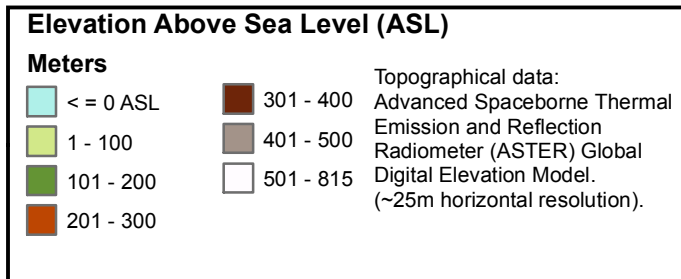 Elevation Above Sea Level (ASL)
Meters
< = 0 ASL
1 - 100
101 - 200
201 - 300
301 - 400
401 - 500
501 - 815
Topographical data:
Advanced Spaceborne Thermal
Emission and Reflection
Radiometer (ASTER) Global
Digital Elevation Model.
(~25m horizontal resolution).